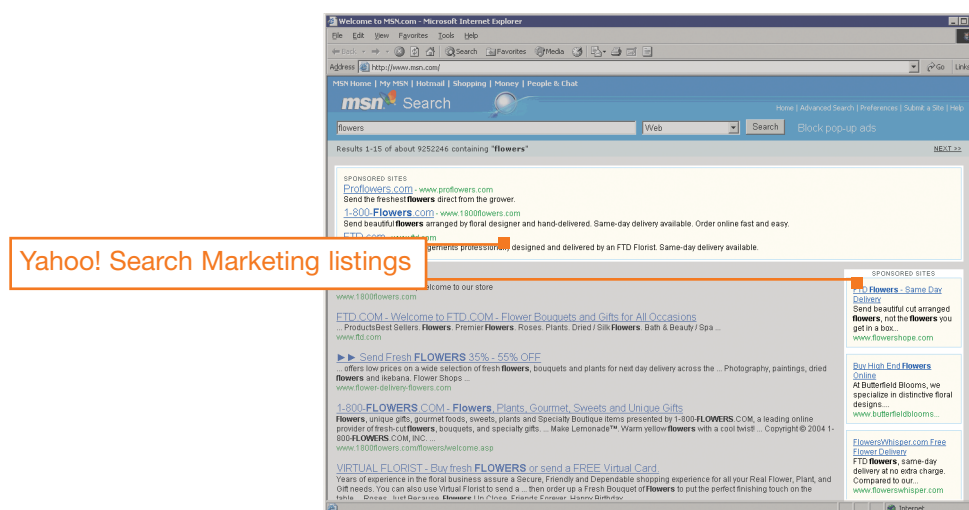 Welcome to MSN.com - Microsoft Internet Explorer
File Edit View Favorites Tools Help
Back Search Favorites Media
Address http://www.msn.com/ Go Links
MSN Home | My MSN | Hotmail | Shopping | Money | People & Chat
msn Search
Home | Advanced Search | Preferences | Submit a Site | Help
flowers Web Search Block pop-up ads
Results 1-15 of about 9252246 containing "flowers" NEXT >>
SPONSORED SITES
Proflowers.com - www.proflowers.com
Send the freshest flowers direct from the grower.
1-800-Flowers.com - www.1800flowers.com
Send beautiful flowers arranged by floral designer and hand-delivered. Same-day delivery available. Order online fast and easy.
FTD.com
designed and delivered by an FTD Florist. Same-day delivery available.
Yahoo! Search Marketing listings
elcome to our store
www.1800flowers.com
FTD.COM - Welcome to FTD.COM - Flower Bouquets and Gifts for All Occasions
... ProductsBest Sellers. Flowers. Premier Flowers. Roses. Plants. Dried / Silk Flowers. Bath & Beauty / Spa ...
www.ftd.com
►► Send Fresh FLOWERS 35% - 55% OFF
... offers low prices on a wide selection of fresh flowers, bouquets and plants for next day delivery across the ... Photography, paintings, dried
flowers and ikebana. Flower Shops ...
www.flower-delivery-flowers.com
1-800-FLOWERS.COM - Flowers, Plants, Gourmet, Sweets and Unique Gifts
Flowers, unique gifts, gourmet foods, sweets, plants and Specialty Boutique items presented by 1-800-FLOWERS.COM, a leading online
provider of fresh-cut flowers, bouquets, and specialty gifts. ... Make Lemonade™. Warm yellow flowers with a cool twist! ... Copyright © 2004 1-
800-FLOWERS.COM, INC. ...
www.1800flowers.com/flowers/welcome.asp
VIRTUAL FLORIST - Buy fresh FLOWERS or send a FREE Virtual Card.
Years of experience in the floral business assure a Secure, Friendly and Dependable shopping experience for all your Real Flower, Plant, and
Gift needs. You can also use Virtual Florist to send a ... then order up a Fresh Bouquet of Flowers to put the perfect finishing touch on the
table ... Roses. Just Because. Flowers Up Close. Friends Forever. Happy Birthday
SPONSORED SITES
FTD Flowers - Same Day
Delivery
Send beautiful cut arranged
flowers, not the flowers you
get in a box...
www.flowershope.com
Buy High End Flowers
Online
At Butterfield Blooms, we
specialize in distinctive floral
designs....
www.butterfieldblooms...
FlowersWhisper.com Free
Flower Delivery
FTD flowers, same-day
delivery at no extra charge.
Compared to our...
www.flowerswhisper.com
Internet